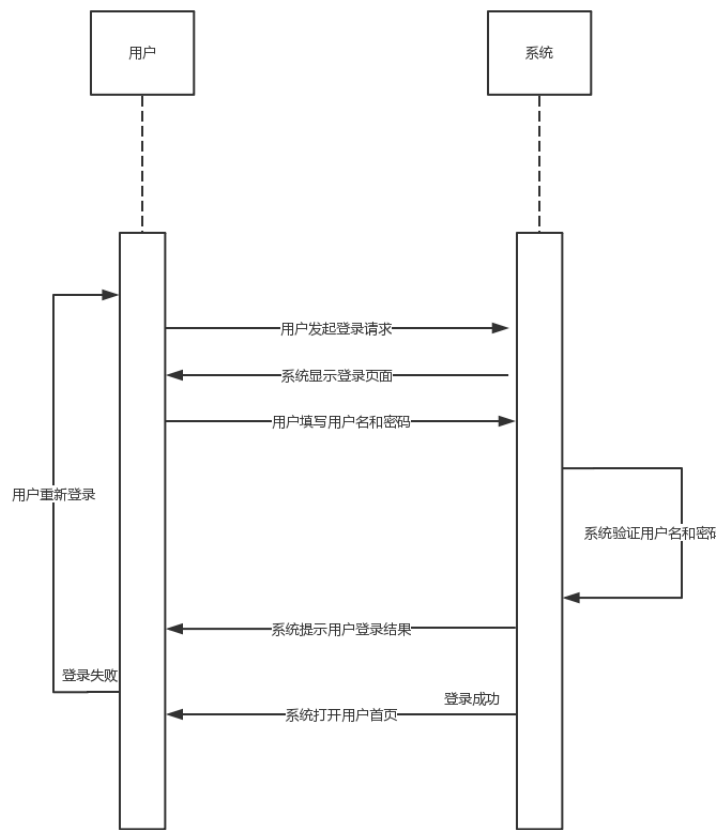 用户
系统
用户发起登录请求
系统显示登录页面
用户填写用户名和密码
用户重新登录
系统验证用户名和密码
系统提示用户登录结果
登录失败
登录成功
系统打开用户首页